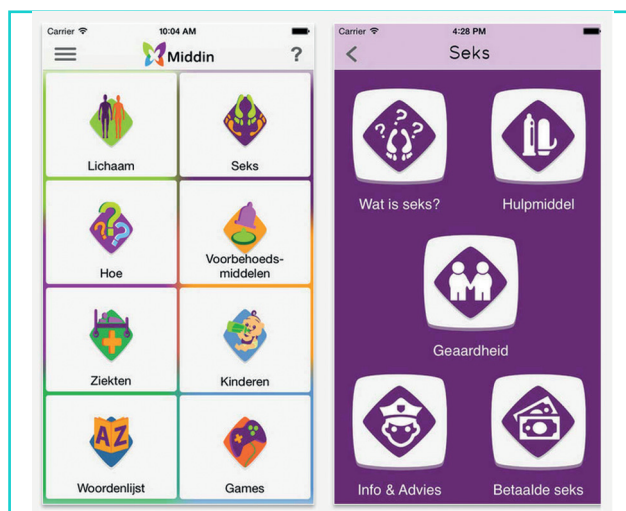 Carrier 10:04 AM
Middin ?
Lichaam Seks
Hoe Voorbehoeds-
middelen
Ziekten Kinderen
AZ
Woordenlijst Games
Carrier 4:28 PM
Seks
? ? ?
Wat is seks? Hulpmiddel
Geaardheid
Info & Advies Betaalde seks